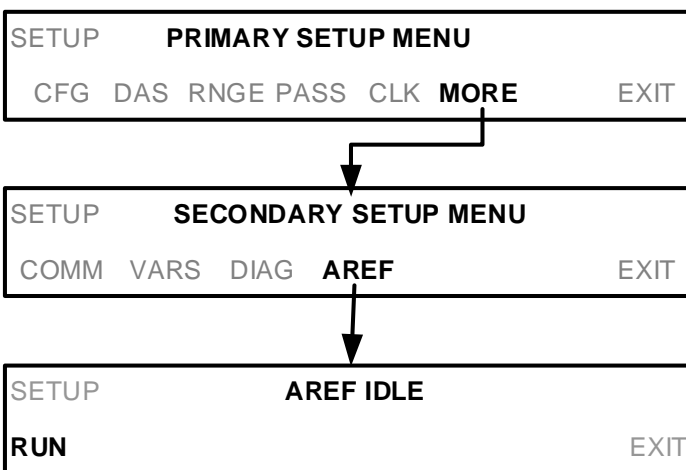 SETUP PRIMARY SETUP MENU
CFG DAS RNGE PASS CLK MORE EXIT
SETUP SECONDARY SETUP MENU
COMM VARS DIAG AREF EXIT
SETUP AREF IDLE
RUN EXIT